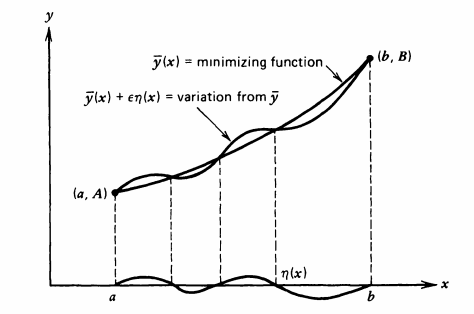 y
ȳ(x) = minimizing function
(b, B)
ȳ(x) + ϵη(x) = variation from ȳ
(a, A)
η(x)
x
a
b